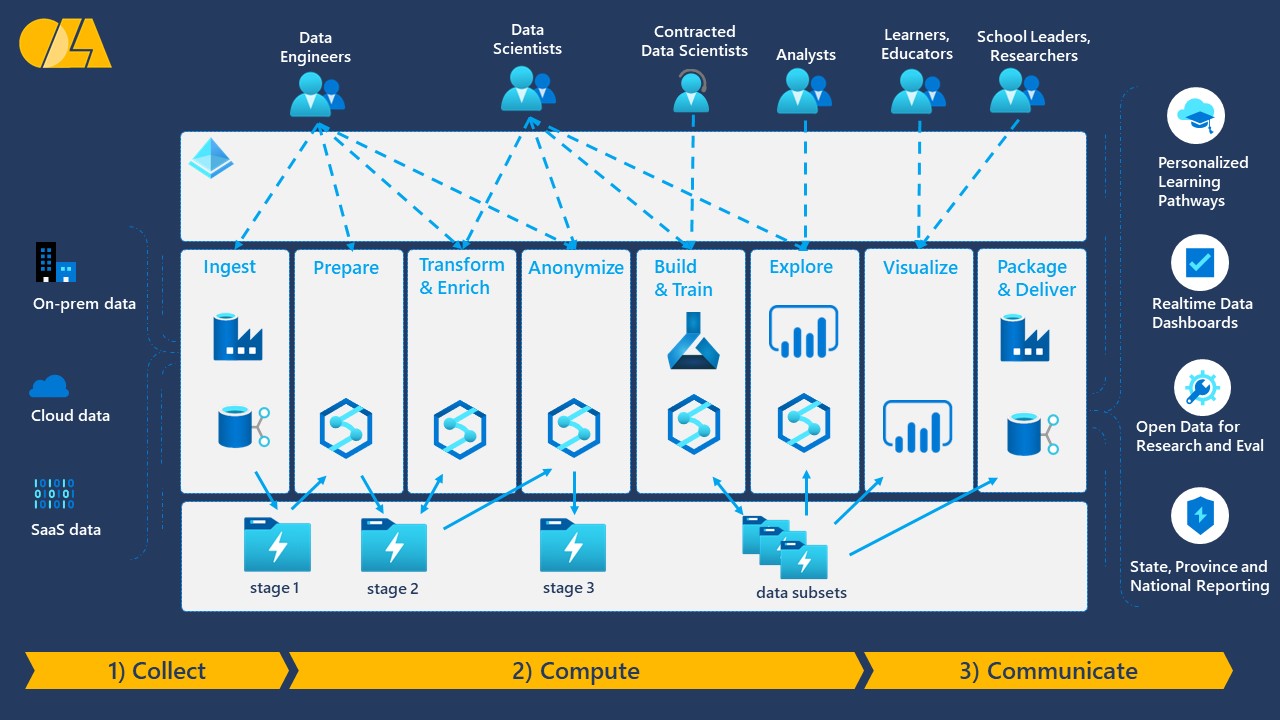 Data
Engineers
Data
Scientists
Contracted
Data Scientists
Analysts
Learners,
Educators
School Leaders,
Researchers
On-prem data
Cloud data
SaaS data
Ingest
Prepare
Transform
& Enrich
Anonymize
Build
& Train
Explore
Visualize
Package
& Deliver
stage 1
stage 2
stage 3
data subsets
Personalized
Learning
Pathways
Realtime Data
Dashboards
Open Data for
Research and Eval
State, Province and
National Reporting
1) Collect
2) Compute
3) Communicate